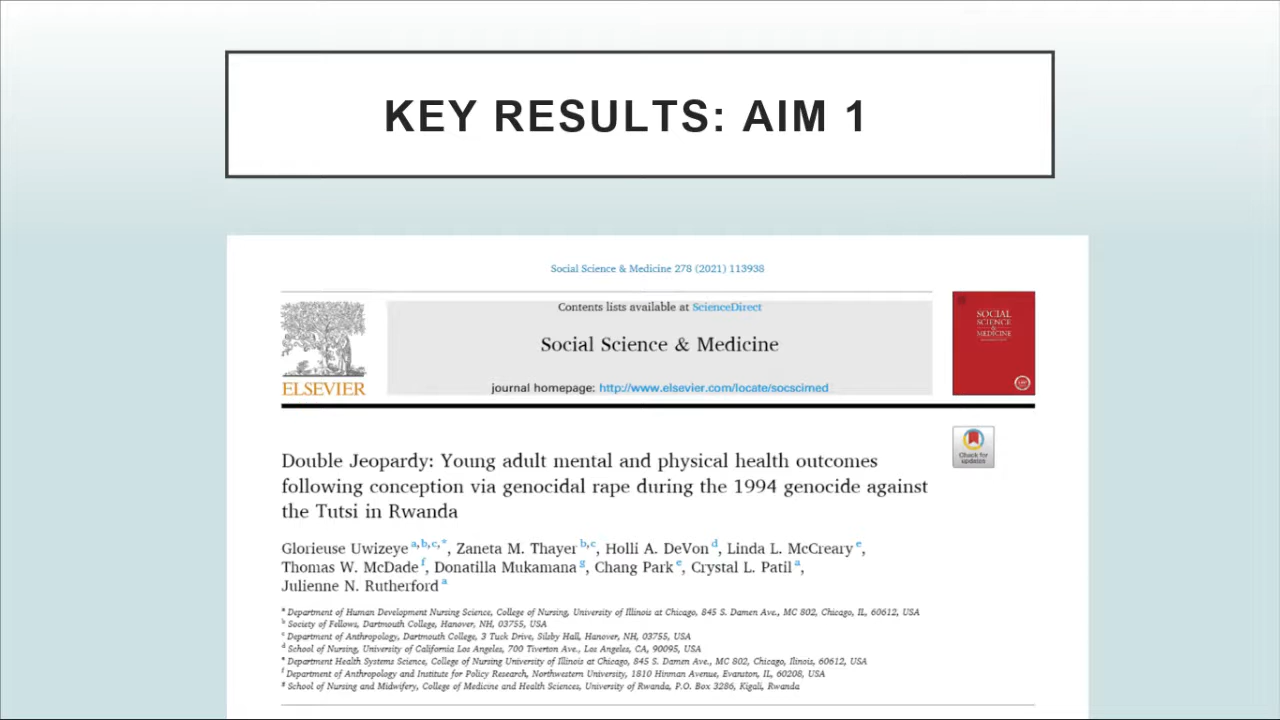 KEY RESULTS: AIM 1
Social Science & Medicine 278 (2021) 113938
Contents lists available at ScienceDirect
Social Science & Medicine
journal homepage: http://www.elsevier.com/locate/socscimed
ELSEVIER
SOCIAL
SCIENCE
&
MEDICINE
Check for
updates
Double Jeopardy: Young adult mental and physical health outcomes
following conception via genocidal rape during the 1994 genocide against
the Tutsi in Rwanda
Glorieuse Uwizeye a,b,c,*, Zaneta M. Thayer b,c, Holli A. DeVon d, Linda L. McCreary e,
Thomas W. McDade f, Donatilla Mukamana g, Chang Park e, Crystal L. Patil a,
Julienne N. Rutherford a
a Department of Human Development Nursing Science, College of Nursing, University of Illinois at Chicago, 845 S. Damen Ave., MC 802, Chicago, IL, 60612, USA
b Society of Fellows, Dartmouth College, Hanover, NH, 03755, USA
c Department of Anthropology, Dartmouth College, 3 Tuck Drive, Silsby Hall, Hanover, NH, 03755, USA
d School of Nursing, University of California Los Angeles, 700 Tiverton Ave., Los Angeles, CA, 90095, USA
e Department Health Systems Science, College of Nursing University of Illinois at Chicago, 845 S. Damen Ave., MC 802, Chicago, Ilinois, 60612, USA
f Department of Anthropology and Institute for Policy Research, Northwestern University, 1810 Hinman Avenue, Evanston, IL, 60208, USA
g School of Nursing and Midwifery, College of Medicine and Health Sciences, University of Rwanda, P.O. Box 3286, Kigali, Rwanda